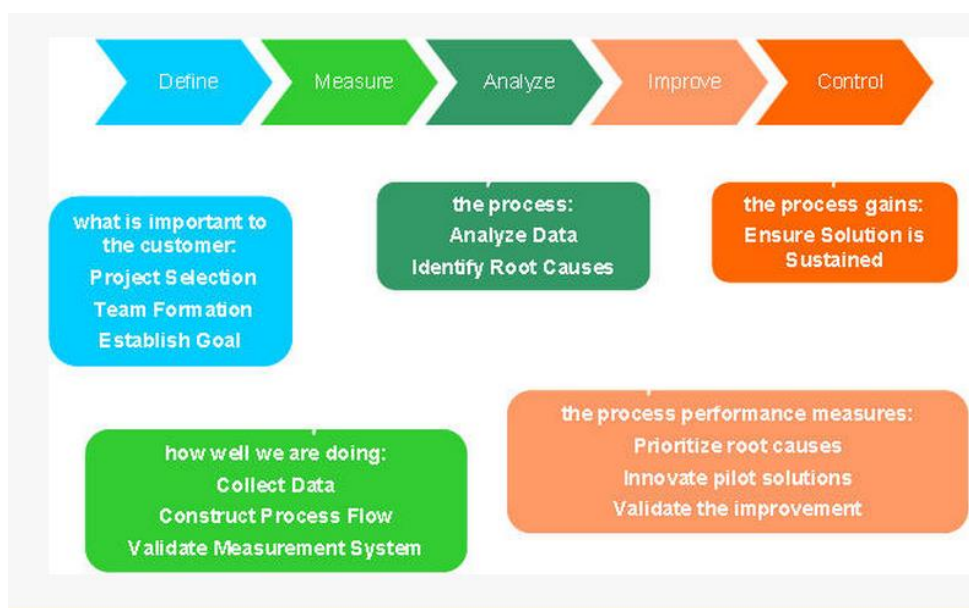 Define
Measure
Analyze
Improve
Control
what is important to
the customer:
Project Selection
Team Formation
Establish Goal
the process:
Analyze Data
Identify Root Causes
the process gains:
Ensure Solution is
Sustained
how well we are doing:
Collect Data
Construct Process Flow
Validate Measurement System
the process performance measures:
Prioritize root causes
Innovate pilot solutions
Validate the improvement